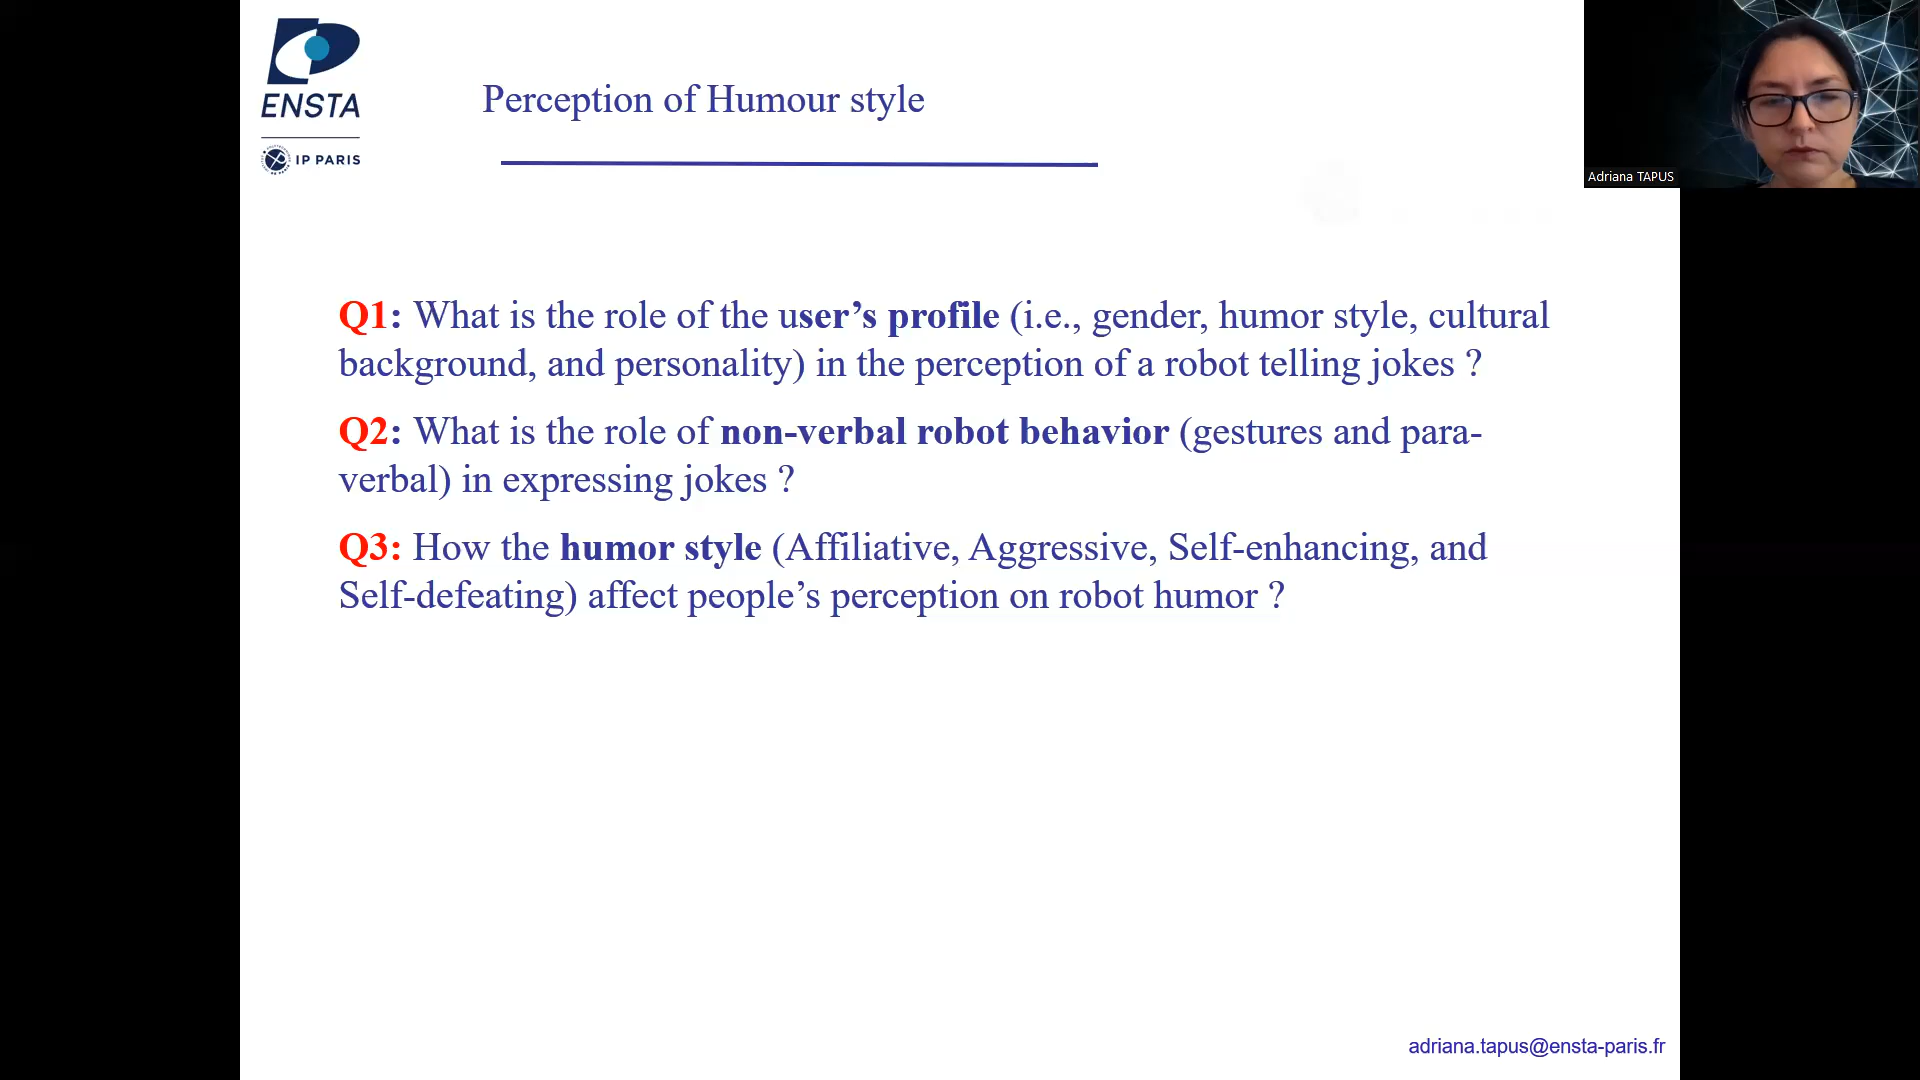 ENSTA
IP PARIS
Perception of Humour style
Adriana TAPUS
Q1: What is the role of the user’s profile (i.e., gender, humor style, cultural
background, and personality) in the perception of a robot telling jokes ?
Q2: What is the role of non-verbal robot behavior (gestures and para-
verbal) in expressing jokes ?
Q3: How the humor style (Affiliative, Aggressive, Self-enhancing, and
Self-defeating) affect people’s perception on robot humor ?
adriana.tapus@ensta-paris.fr